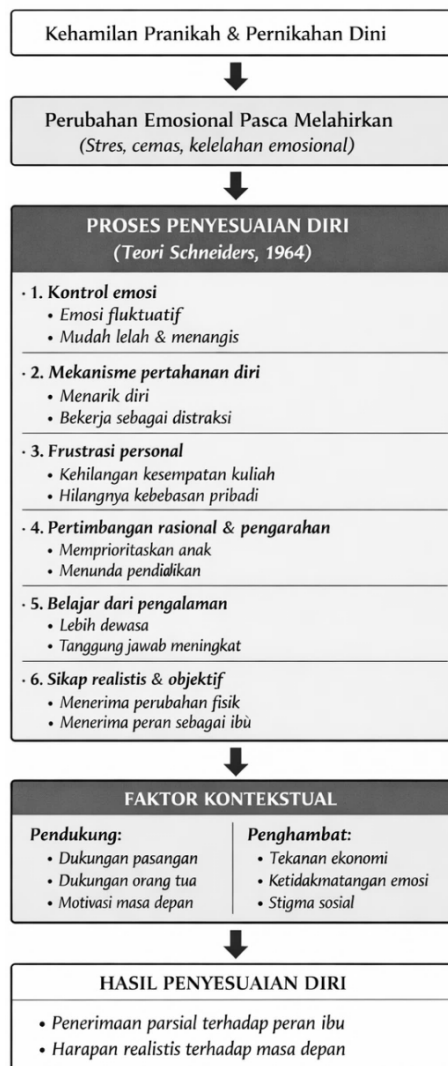 Kehamilan Pranikah & Pernikahan Dini
Perubahan Emosional Pasca Melahirkan
(Stres, cemas, kelelahan emosional)
PROSES PENYESUAIAN DIRI
(Teori Schneiders, 1964)
· 1. Kontrol emosi
• Emosi fluktuatif
• Mudah lelah & menangis
· 2. Mekanisme pertahanan diri
• Menarik diri
• Bekerja sebagai distraksi
· 3. Frustrasi personal
• Kehilangan kesempatan kuliah
• Hilangnya kebebasan pribadi
· 4. Pertimbangan rasional & pengarahan
• Memprioritaskan anak
• Menunda pendidikan
· 5. Belajar dari pengalaman
• Lebih dewasa
• Tanggung jawab meningkat
· 6. Sikap realistis & objektif
• Menerima perubahan fisik
• Menerima peran sebagai ibù
FAKTOR KONTEKSTUAL
Pendukung:
• Dukungan pasangan
• Dukungan orang tua
• Motivasi masa depan
Penghambat:
• Tekanan ekonomi
• Ketidakmatangan emosi
• Stigma sosial
HASIL PENYESUAIAN DIRI
• Penerimaan parsial terhadap peran ibu
• Harapan realistis terhadap masa depan